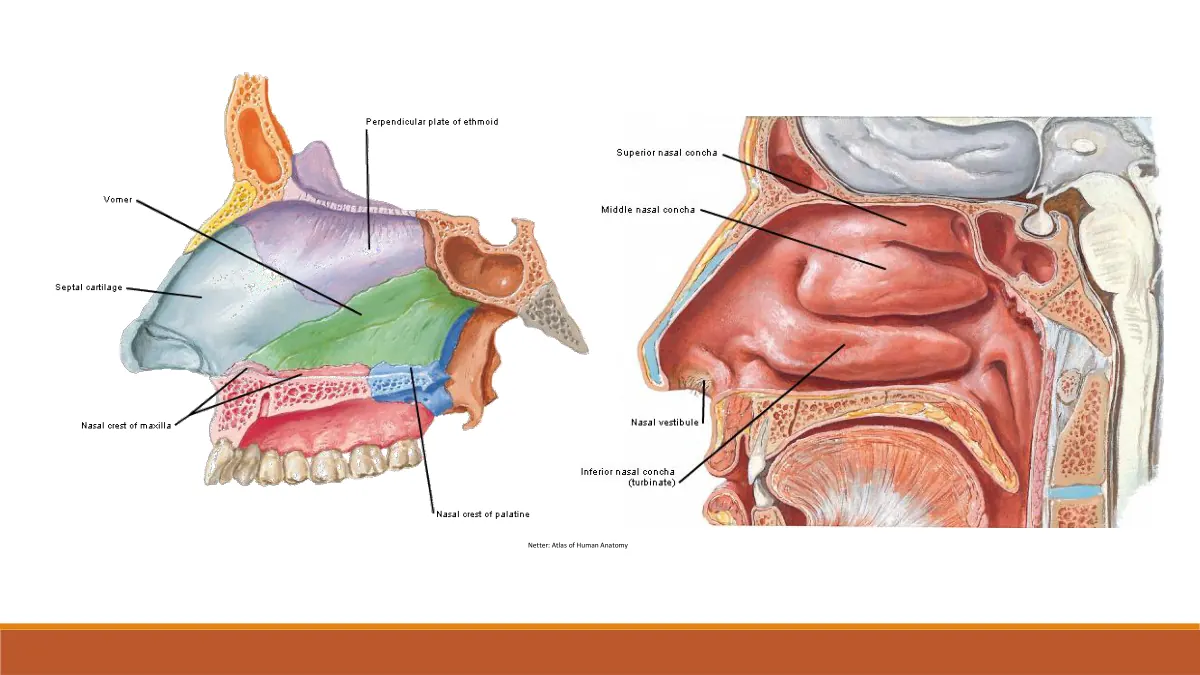 Perpendicular plate of ethmoid
Vomer
Septal cartilage
Nasal crest of maxilla
Nasal crest of palatine
Superior nasal concha
Middle nasal concha
Nasal vestibule
Inferior nasal concha
(turbinate)
Netter: Atlas of Human Anatomy